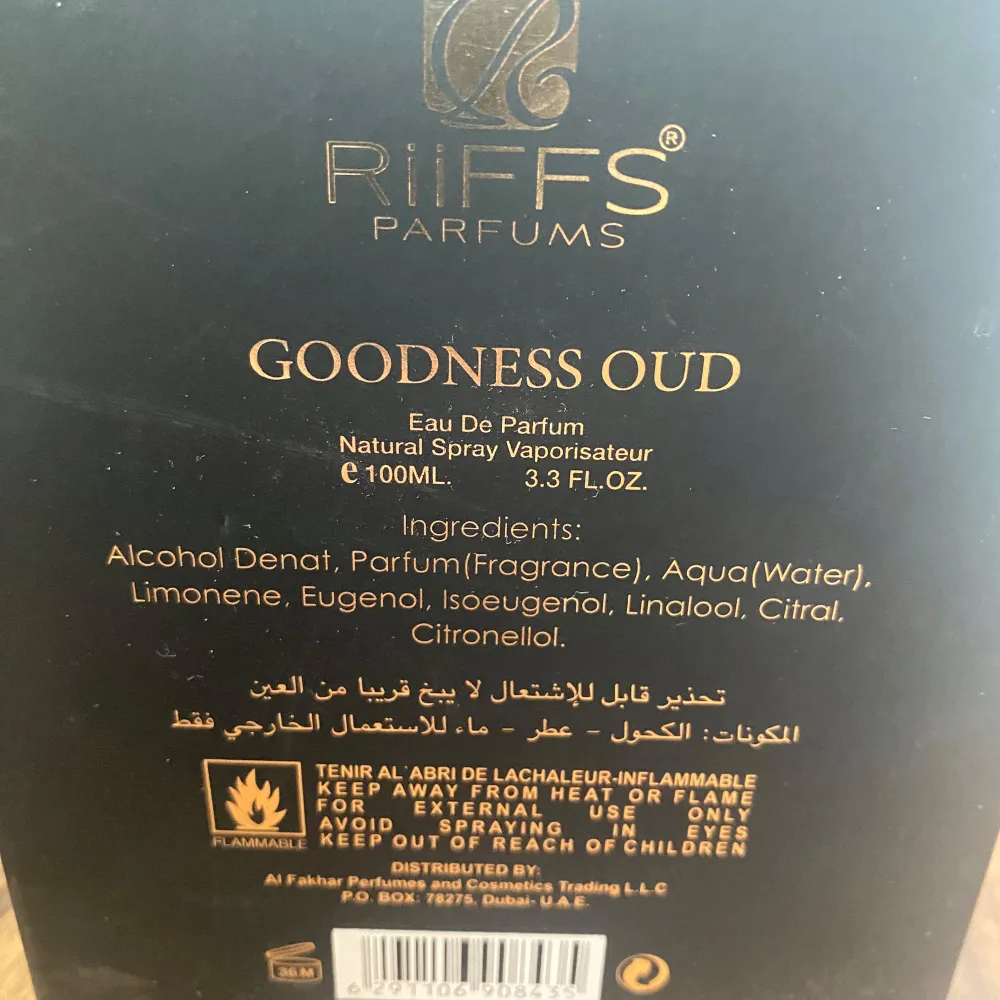 RiiFFS®
PARFUMS
GOODNESS OUD
Eau De Parfum
Natural Spray Vaporisateur
e 100ML. 3.3 FL.OZ.
Ingredients:
Alcohol Denat, Parfum(Fragrance), Aqua(Water),
Limonene, Eugenol, Isoeugenol, Linalool, Citral,
Citronellol.
تحذير قابل للإشتعال لا يبخ قريبا من العين
المكونات: الكحول - عطر - ماء للاستعمال الخارجي فقط
TENIR AL'ABRI DE LACHALEUR-INFLAMMABLE
KEEP AWAY FROM HEAT OR FLAME
FOR EXTERNAL USE ONLY
AVOID SPRAYING IN EYES
KEEP OUT OF REACH OF CHILDREN
FLAMMABLE
DISTRIBUTED BY:
Al Fakhar Perfumes and Cosmetics Trading L.L.C
P.O. BOX: 78275, Dubai- U.A.E.
36 M
6 291106 908435